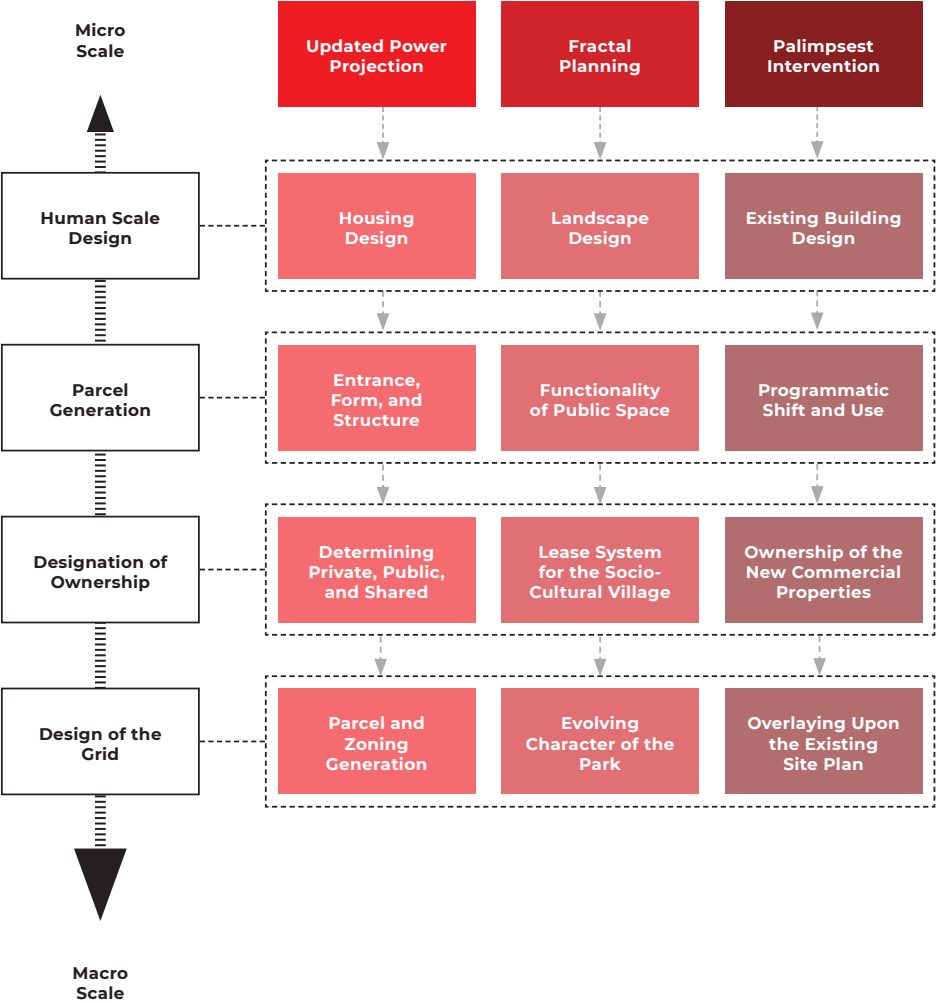 Micro
Scale
Updated Power
Projection
Fractal
Planning
Palimpsest
Intervention
Human Scale
Design
Housing
Design
Landscape
Design
Existing Building
Design
Parcel
Generation
Entrance,
Form, and
Structure
Functionality
of Public Space
Programmatic
Shift and Use
Designation of
Ownership
Determining
Private, Public,
and Shared
Lease System
for the Socio-
Cultural Village
Ownership of the
New Commercial
Properties
Design of the
Grid
Parcel and
Zoning
Generation
Evolving
Character of the
Park
Overlaying Upon
the Existing
Site Plan
Macro
Scale